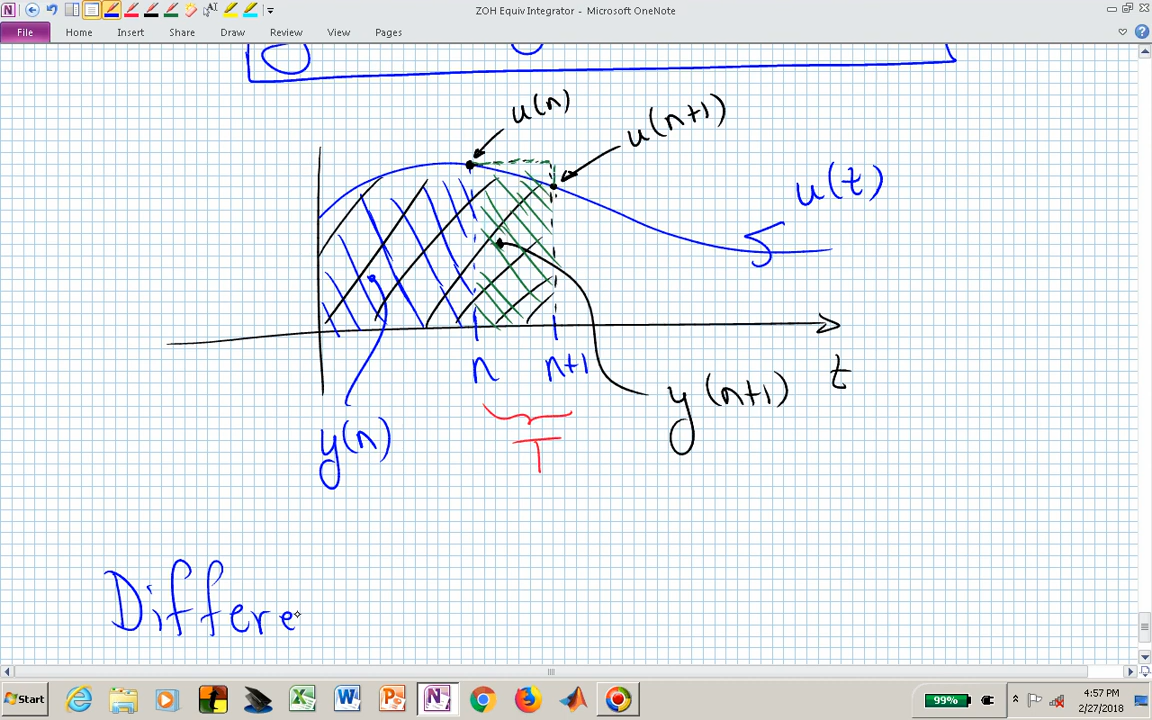 ZOH Equiv Integrator - Microsoft OneNote
File Home Insert Share Draw Review View Pages
u(n)
u(n+1)
u(t)
n n+1 t
y(n+1)
T
y(n)
Differe
Start
99%
4:57 PM
2/27/2018